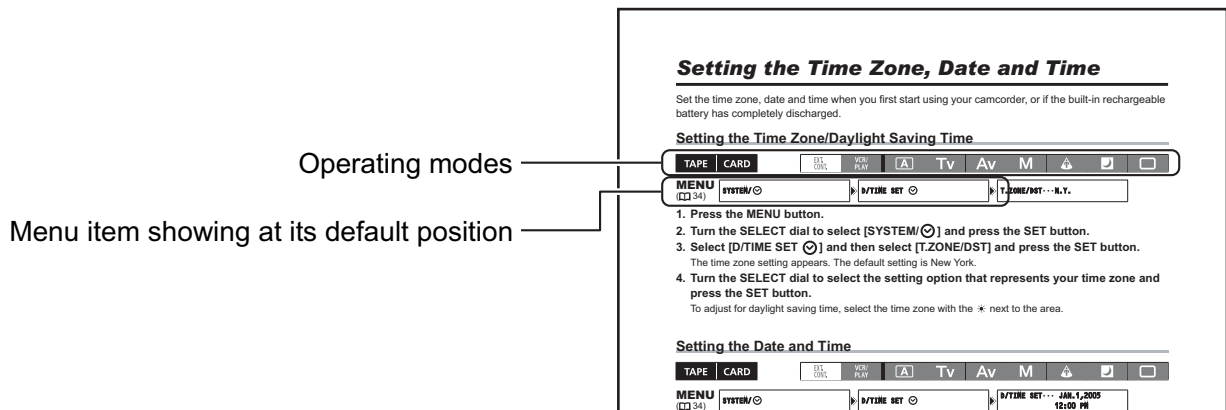 Setting the Time Zone, Date and Time
Set the time zone, date and time when you first start using your camcorder, or if the built-in rechargeable
battery has completely discharged.
Setting the Time Zone/Daylight Saving Time
Operating modes
TAPE CARD EXT. CONT. VCR/ PLAY A Tv Av M
MENU SYSTEM/ D/TIME SET T.ZONE/DST···N.Y.
( 34)
Menu item showing at its default position
1. Press the MENU button.
2. Turn the SELECT dial to select [SYSTEM/ ] and press the SET button.
3. Select [D/TIME SET ] and then select [T.ZONE/DST] and press the SET button.
The time zone setting appears. The default setting is New York.
4. Turn the SELECT dial to select the setting option that represents your time zone and
press the SET button.
To adjust for daylight saving time, select the time zone with the ☀ next to the area.
Setting the Date and Time
TAPE CARD EXT. CONT. VCR/ PLAY A Tv Av M
MENU SYSTEM/ D/TIME SET D/TIME SET··· JAN.1,2005
( 34) 12:00 PM